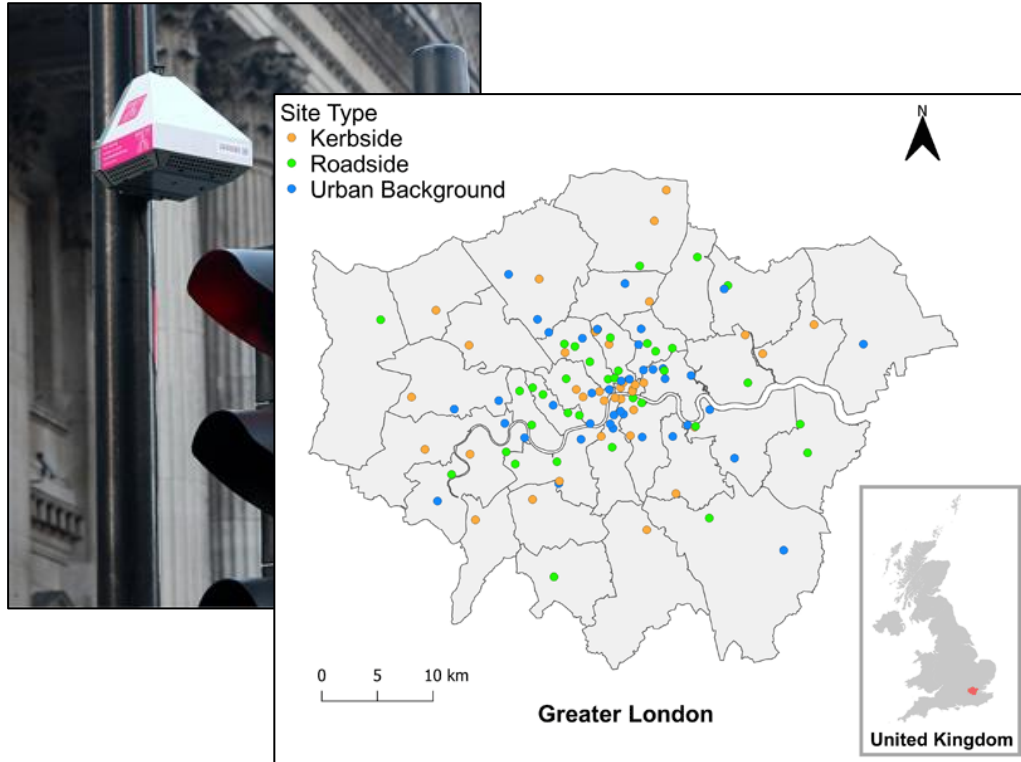 Site Type
Kerbside
Roadside
Urban Background
N
0 5 10 km
Greater London
United Kingdom